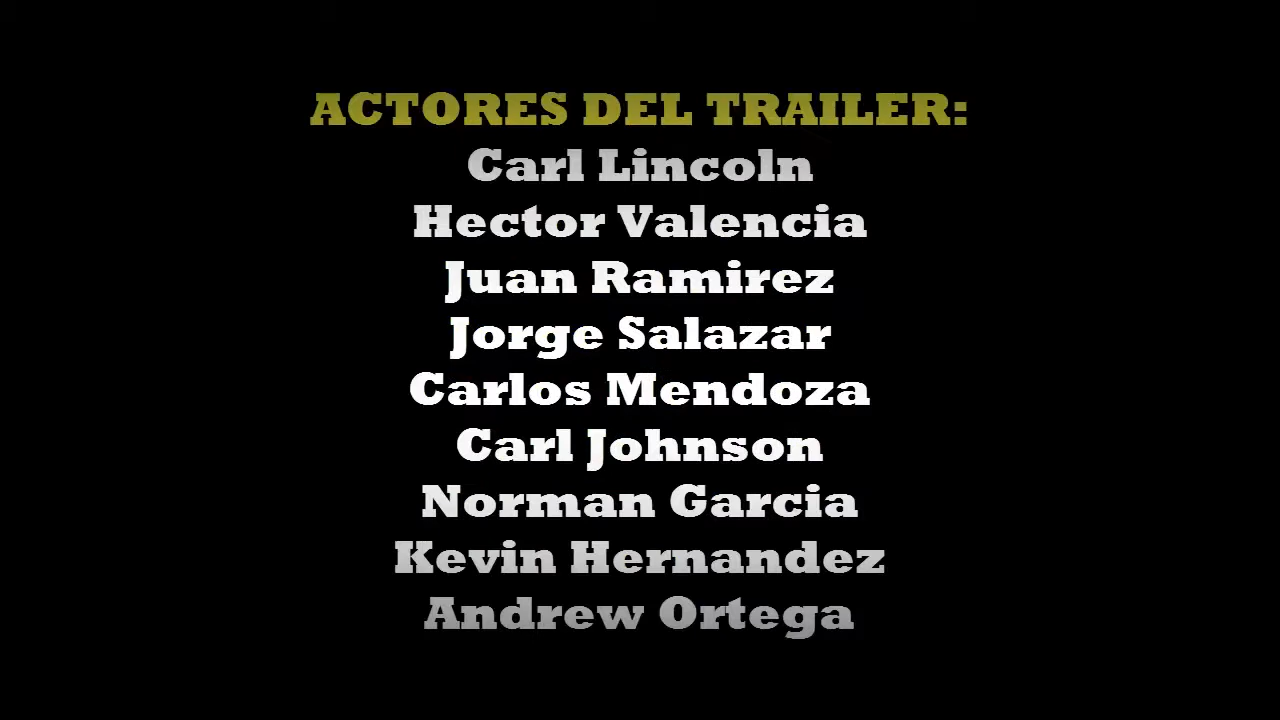 ACTORES DEL TRAILER:
Carl Lincoln
Hector Valencia
Juan Ramirez
Jorge Salazar
Carlos Mendoza
Carl Johnson
Norman Garcia
Kevin Hernandez
Andrew Ortega